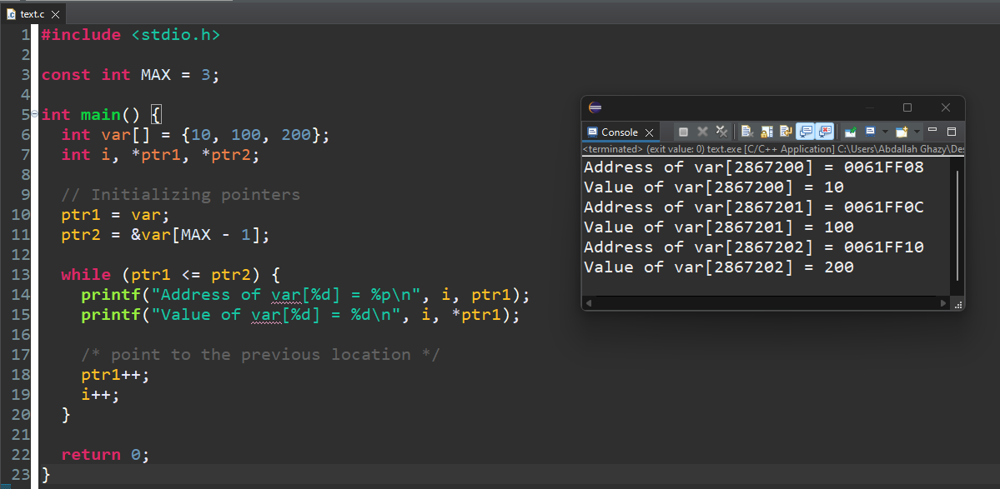 text.c
1 #include <stdio.h>
2
3 const int MAX = 3;
4
5 int main() {
6 int var[] = {10, 100, 200};
7 int i, *ptr1, *ptr2;
8
9 // Initializing pointers
10 ptr1 = var;
11 ptr2 = &var[MAX - 1];
12
13 while (ptr1 <= ptr2) {
14 printf("Address of var[%d] = %p\n", i, ptr1);
15 printf("Value of var[%d] = %d\n", i, *ptr1);
16
17 /* point to the previous location */
18 ptr1++;
19 i++;
20 }
21
22 return 0;
23 }
Console
<terminated> (exit value: 0) text.exe [C/C++ Application] C:\Users\Abdallah Ghazy\Des
Address of var[2867200] = 0061FF08
Value of var[2867200] = 10
Address of var[2867201] = 0061FF0C
Value of var[2867201] = 100
Address of var[2867202] = 0061FF10
Value of var[2867202] = 200